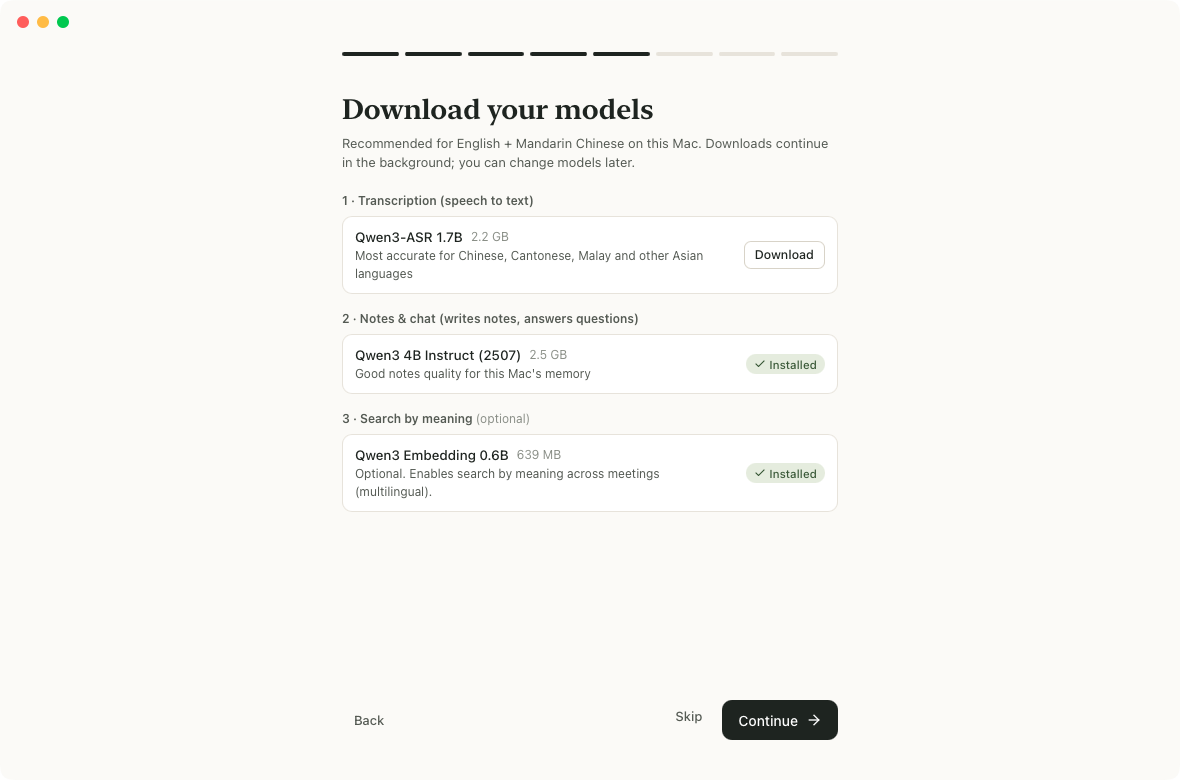 Download your models
Recommended for English + Mandarin Chinese on this Mac. Downloads continue
in the background; you can change models later.
1 · Transcription (speech to text)
Qwen3-ASR 1.7B 2.2 GB
Most accurate for Chinese, Cantonese, Malay and other Asian
languages
Download
2 · Notes & chat (writes notes, answers questions)
Qwen3 4B Instruct (2507) 2.5 GB
Good notes quality for this Mac's memory
Installed
3 · Search by meaning (optional)
Qwen3 Embedding 0.6B 639 MB
Optional. Enables search by meaning across meetings
(multilingual).
Installed
Back
Skip
Continue